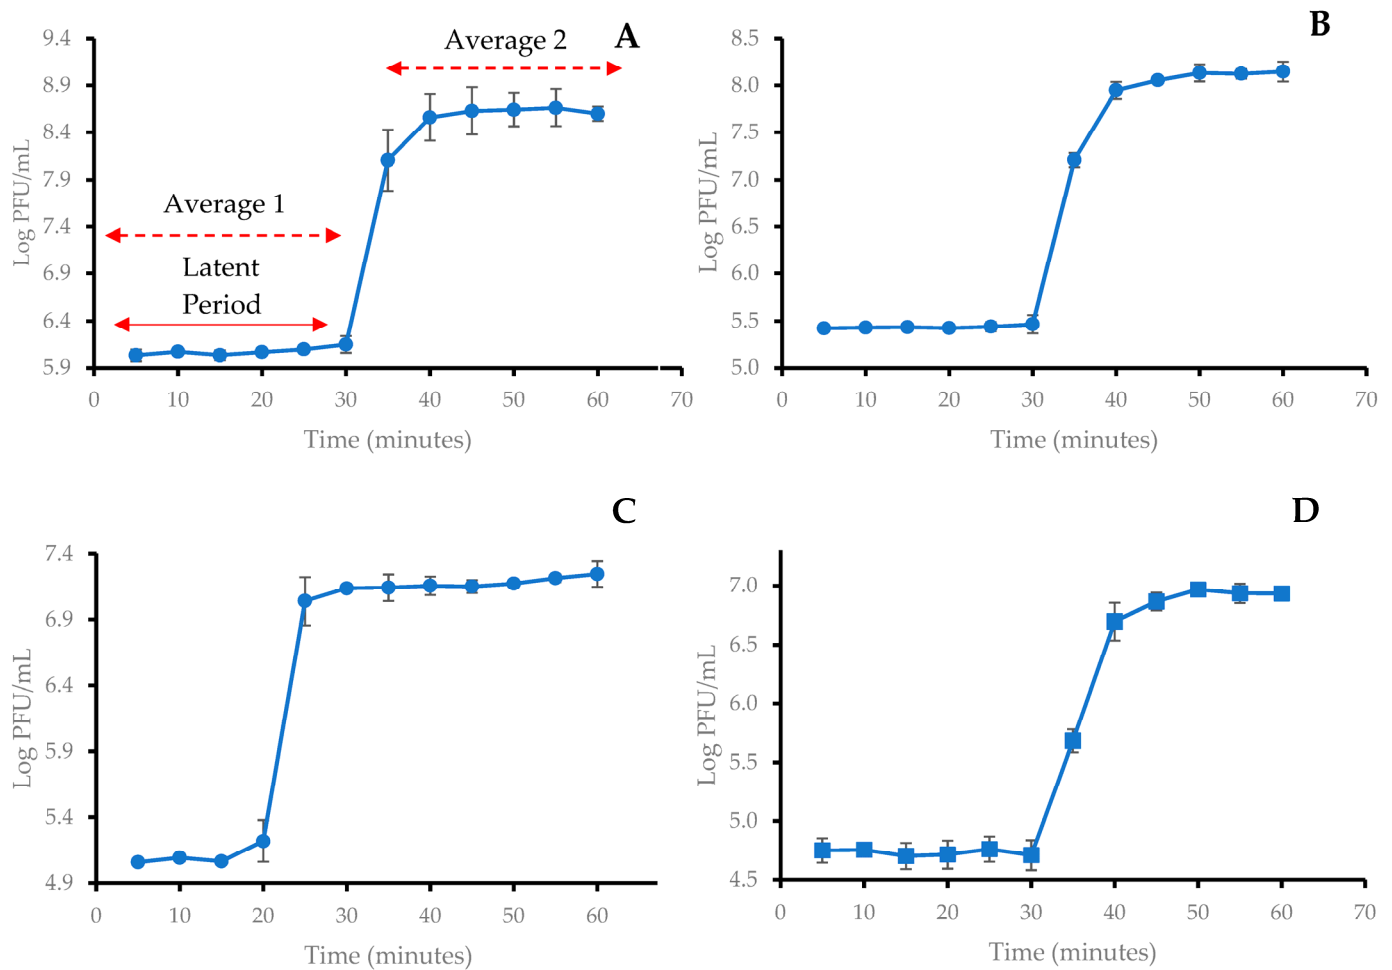 A
Log PFU/mL
9.4
8.9
8.4
7.9
7.4
6.9
6.4
5.9
Average 2
Average 1
Latent
Period
0 10 20 30 40 50 60 70
Time (minutes)
B
Log PFU/mL
8.5
8.0
7.5
7.0
6.5
6.0
5.5
5.0
0 10 20 30 40 50 60 70
Time (minutes)
C
Log PFU/mL
7.4
6.9
6.4
5.9
5.4
4.9
0 10 20 30 40 50 60
Time (minutes)
D
Log PFU/mL
7.0
6.5
6.0
5.5
5.0
4.5
0 10 20 30 40 50 60 70
Time (minutes)